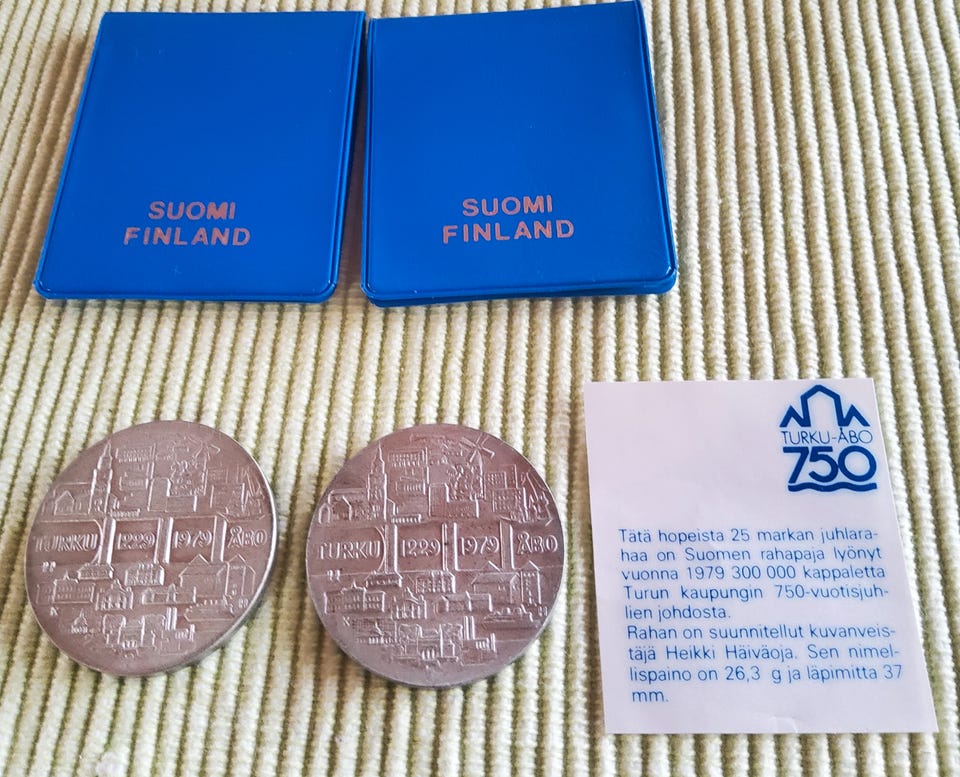 SUOMI
FINLAND
SUOMI
FINLAND
TURKU 1229 1979 ÅBO
TURKU 1229 1979 ÅBO
TURKU-ÅBO
750
Tätä hopeista 25 markan juhlara-
haa on Suomen rahapaja lyönyt
vuonna 1979 300 000 kappaletta
Turun kaupungin 750-vuotisjuh-
lien johdosta.
Rahan on suunnitellut kuvanveis-
täjä Heikki Häiväoja. Sen nimel-
lispaino on 26,3 g ja läpimitta 37
mm.